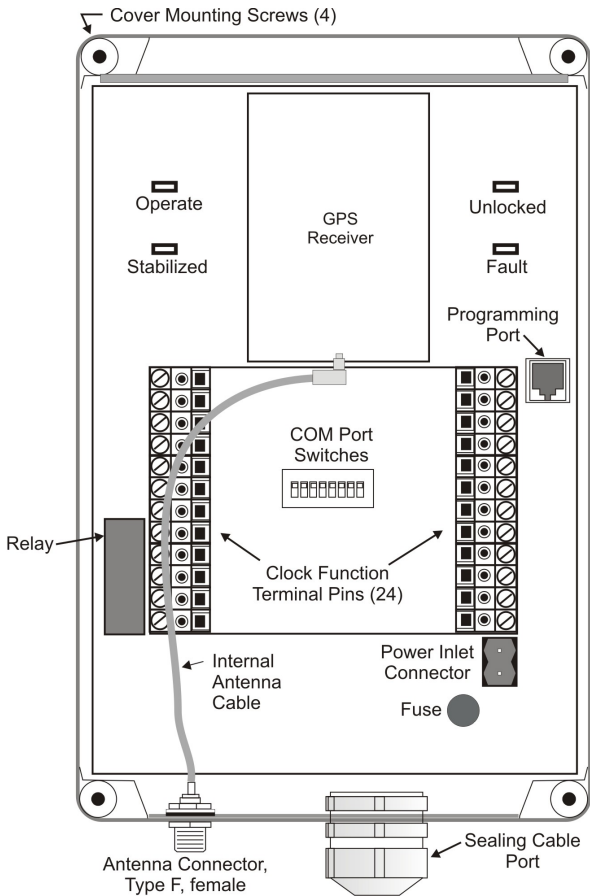 Cover Mounting Screws (4)
Operate
Stabilized
GPS
Receiver
Unlocked
Fault
Programming
Port
COM Port
Switches
Relay
Clock Function
Terminal Pins (24)
Internal
Antenna
Cable
Power Inlet
Connector
Fuse
Antenna Connector,
Type F, female
Sealing Cable
Port